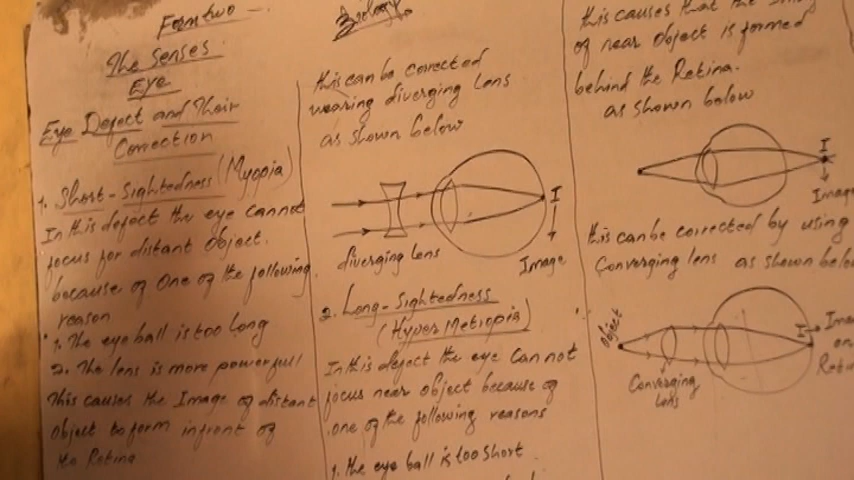 Form two
Biology
The Senses
Eye
Eye Defect and Their
Correction
1. Short-Sightedness (Myopia)
In this defect the eye cannot
focus for distant object.
because of One of the following
reason
1. The eye ball is too long
2. The lens is more powerful
This causes the Image of distant
object to form infront of
the Retina
this can be corrected
wearing diverging lens
as shown below
I
diverging lens
Image
2. Long-Sightedness
(Hyper Metropia)
In this defect the eye can not
focus near object because of
one of the following reasons
1. the eye ball is too short.
this causes that the
of near object is formed
behind the Retina.
as shown below
I
Image
this can be corrected by using
Converging lens as shown below
Object
I
Converging
lens